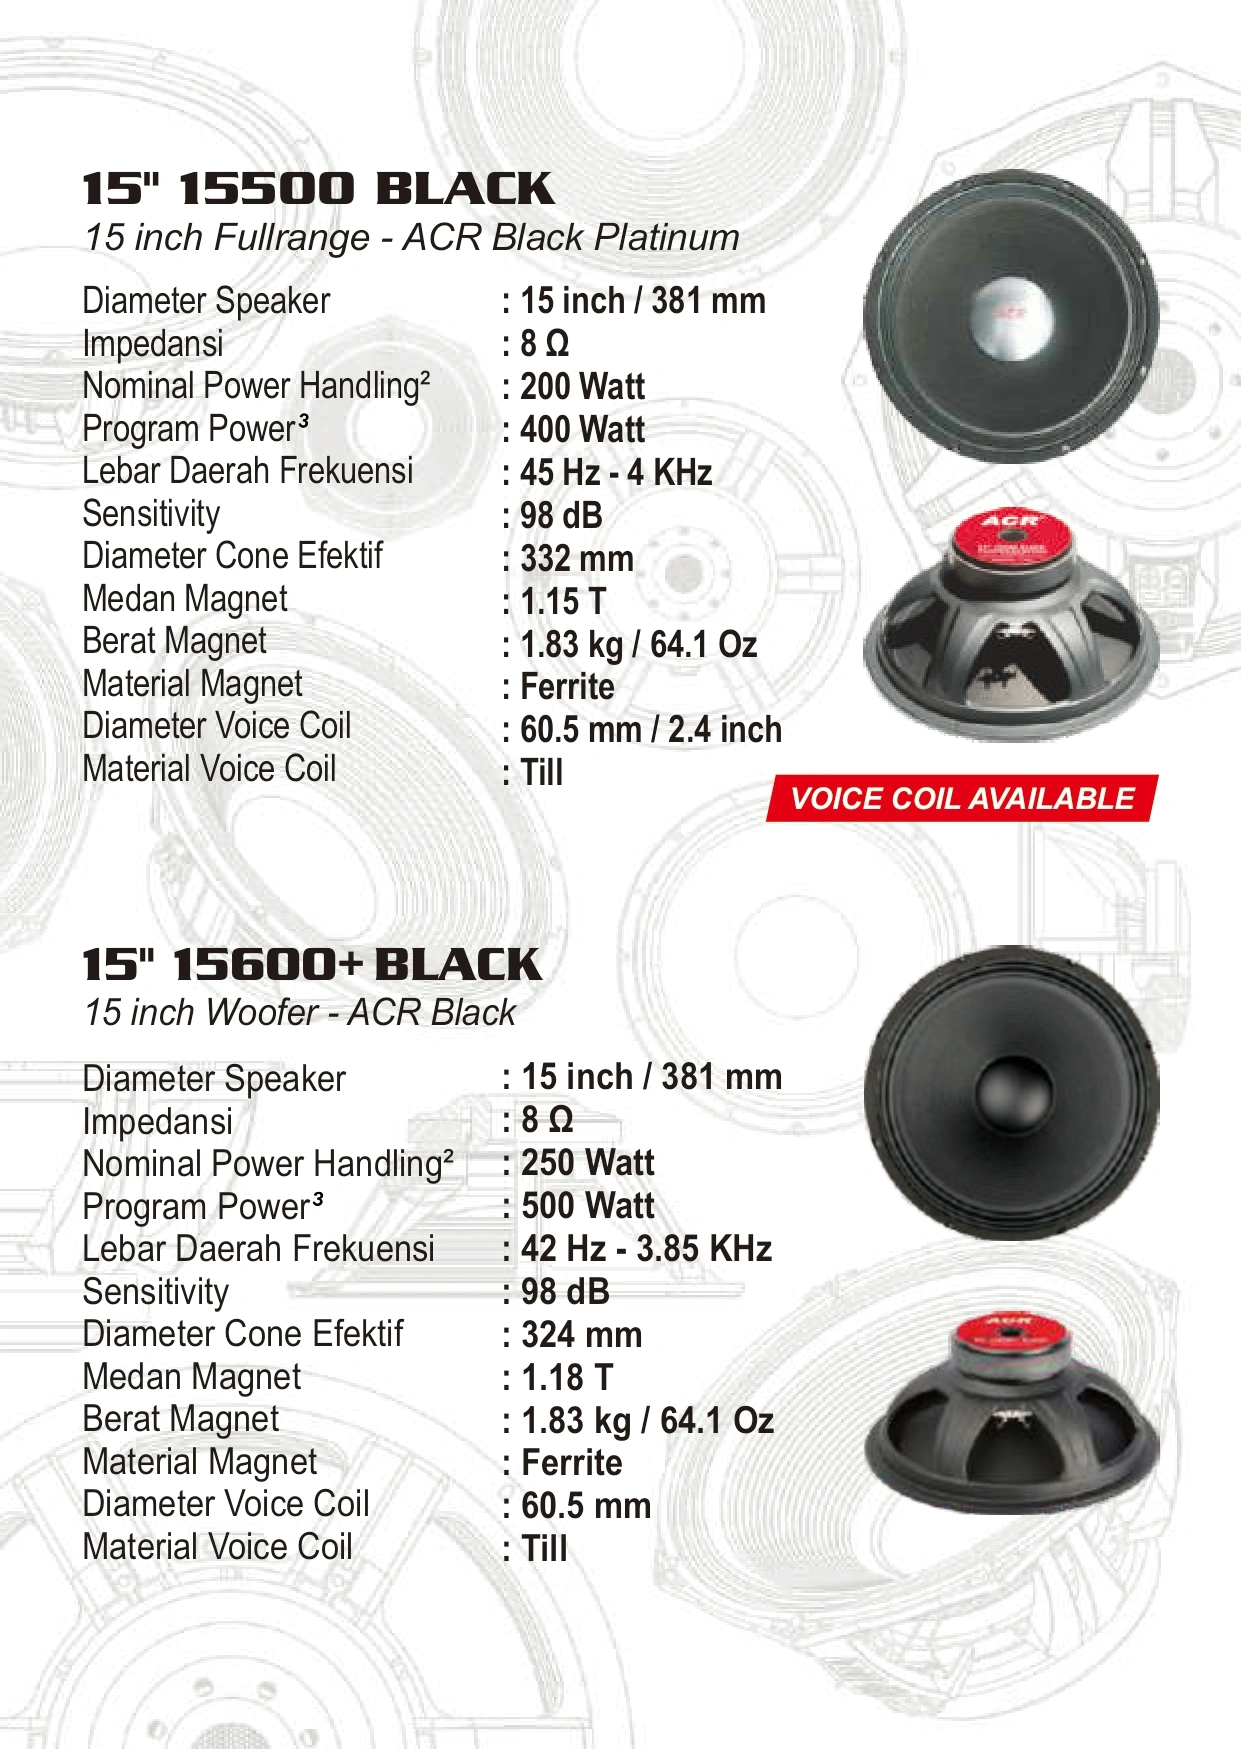 15" 15500 BLACK
15 inch Fullrange - ACR Black Platinum
Diameter Speaker : 15 inch / 381 mm
Impedansi : 8 Ω
Nominal Power Handling² : 200 Watt
Program Power³ : 400 Watt
Lebar Daerah Frekuensi : 45 Hz - 4 KHz
Sensitivity : 98 dB
Diameter Cone Efektif : 332 mm
Medan Magnet : 1.15 T
Berat Magnet : 1.83 kg / 64.1 Oz
Material Magnet : Ferrite
Diameter Voice Coil : 60.5 mm / 2.4 inch
Material Voice Coil : Till
ACR
ACR
VOICE COIL AVAILABLE
15" 15600+ BLACK
15 inch Woofer - ACR Black
Diameter Speaker : 15 inch / 381 mm
Impedansi : 8 Ω
Nominal Power Handling² : 250 Watt
Program Power³ : 500 Watt
Lebar Daerah Frekuensi : 42 Hz - 3.85 KHz
Sensitivity : 98 dB
Diameter Cone Efektif : 324 mm
Medan Magnet : 1.18 T
Berat Magnet : 1.83 kg / 64.1 Oz
Material Magnet : Ferrite
Diameter Voice Coil : 60.5 mm
Material Voice Coil : Till
ACR